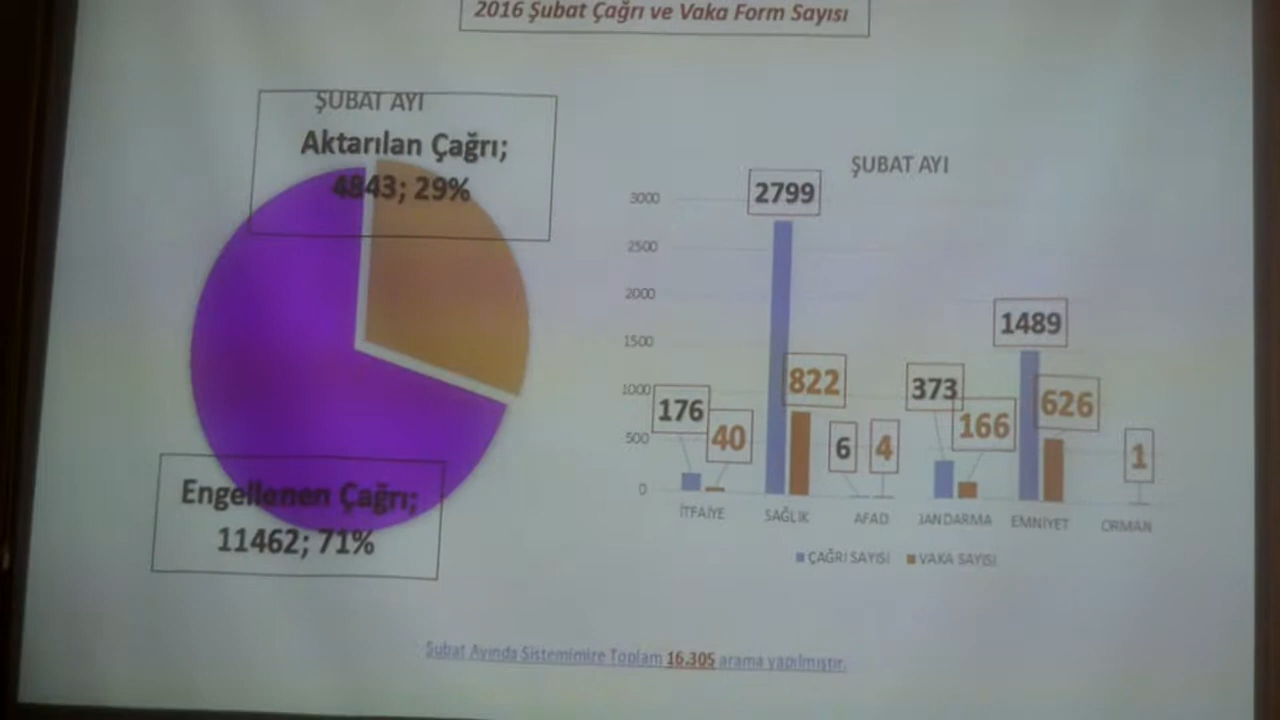 2016 Şubat Çağrı ve Vaka Form Sayısı
ŞUBAT AYI
Aktarılan Çağrı;
4843; 29%
Engellenen Çağrı;
11462; 71%
ŞUBAT AYI
3000
2500
2000
1500
1000
500
0
2799
1489
822
176
40
6
4
373
166
626
1
İTFAİYE
SAĞLIK
AFAD
JANDARMA
EMNİYET
ORMAN
ÇAĞRI SAYISI
VAKA SAYISI
Şubat Ayında Sistemimire Toplam 16.305 arama yapılmıştır.